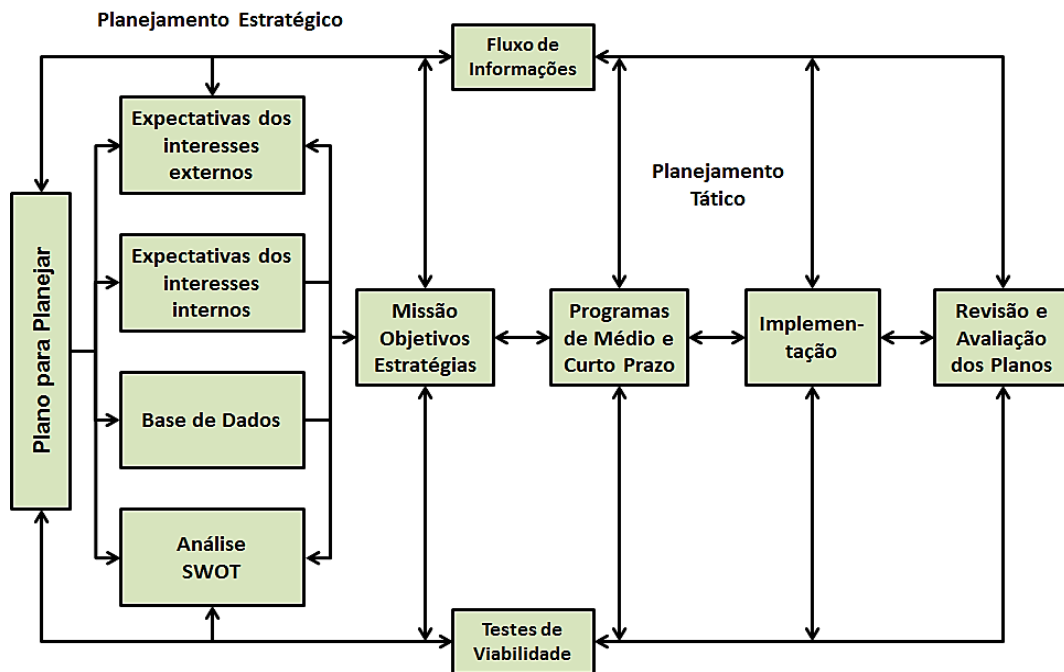 Planejamento Estratégico
Fluxo de
Informações
Expectativas dos
interesses
externos
Planejamento
Tático
Plano para Planejar
Expectativas dos
interesses
internos
Missão
Objetivos
Estratégias
Programas
de Médio e
Curto Prazo
Implemen-
tação
Revisão e
Avaliação
dos Planos
Base de Dados
Análise
SWOT
Testes de
Viabilidade